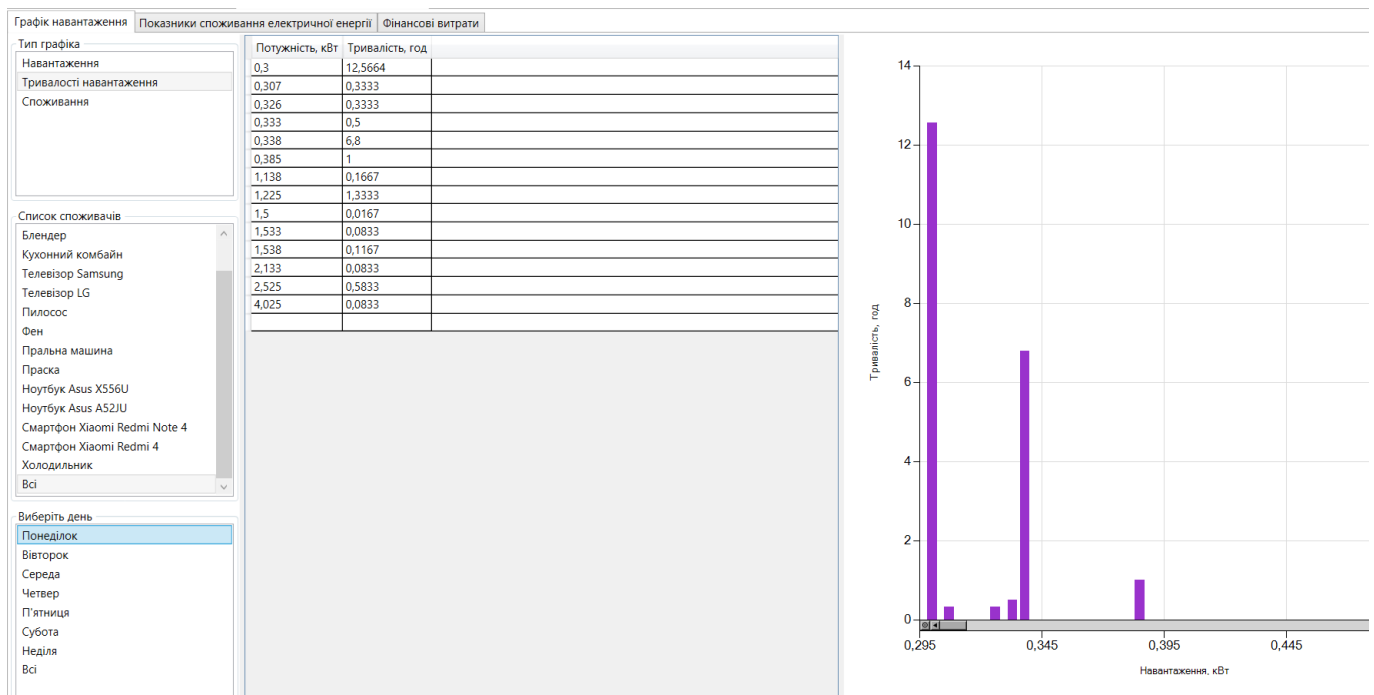 Графік навантаження Показники споживання електричної енергії Фінансові витрати
Тип графіка
Навантаження
Тривалості навантаження
Споживання
Список споживачів
Блендер
Кухонний комбайн
Телевізор Samsung
Телевізор LG
Пилосос
Фен
Пральна машина
Праска
Ноутбук Asus X556U
Ноутбук Asus A52JU
Смартфон Xiaomi Redmi Note 4
Смартфон Xiaomi Redmi 4
Холодильник
Всі
Виберіть день
Понеділок
Вівторок
Середа
Четвер
П'ятниця
Субота
Неділя
Всі
Потужність, кВт Тривалість, год
0,3 12,5664
0,307 0,3333
0,326 0,3333
0,333 0,5
0,338 6,8
0,385 1
1,138 0,1667
1,225 1,3333
1,5 0,0167
1,533 0,0833
1,538 0,1167
2,133 0,0833
2,525 0,5833
4,025 0,0833
14
12
10
8
6
4
2
0
Тривалість, год
0,295 0,345 0,395 0,445
Навантаження, кВт